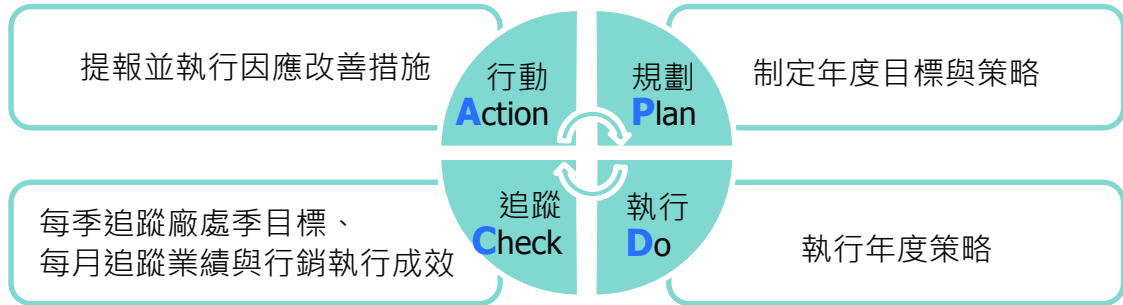 提報並執行因應改善措施
行動
Action
規劃
Plan
制定年度目標與策略
每季追蹤廠處季目標、
每月追蹤業績與行銷執行成效
追蹤
Check
執行
Do
執行年度策略